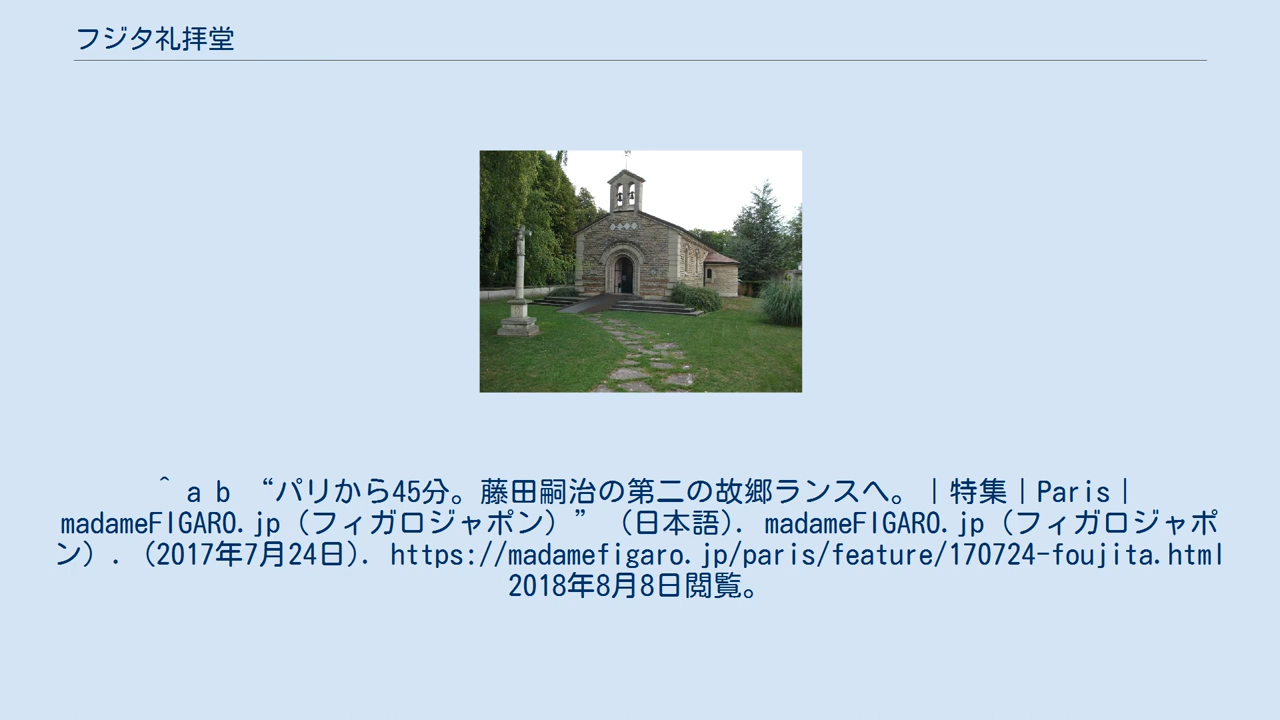 フジタ礼拝堂
^ a b “パリから45分。藤田嗣治の第二の故郷ランスへ。｜特集｜Paris｜
madameFIGARO.jp（フィガロジャポン）” （日本語）. madameFIGARO.jp（フィガロジャポ
ン）. （2017年7月24日）. https://madamefigaro.jp/paris/feature/170724-foujita.html
2018年8月8日閲覧。